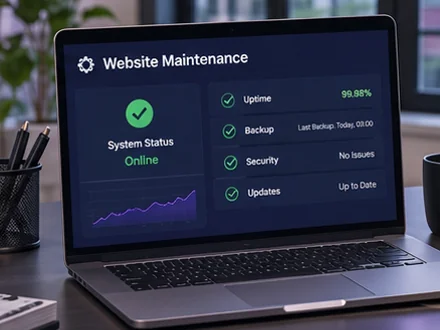 Website Maintenance
System Status
Online
Uptime 99.98%
Backup Last Backup. Today, 03:00
Security No Issues
Updates Up to Date